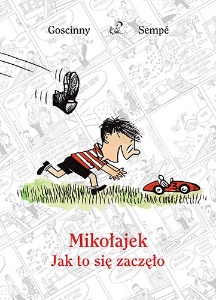 Goscinny Sempé
Mikołajek
Jak to się zaczęło